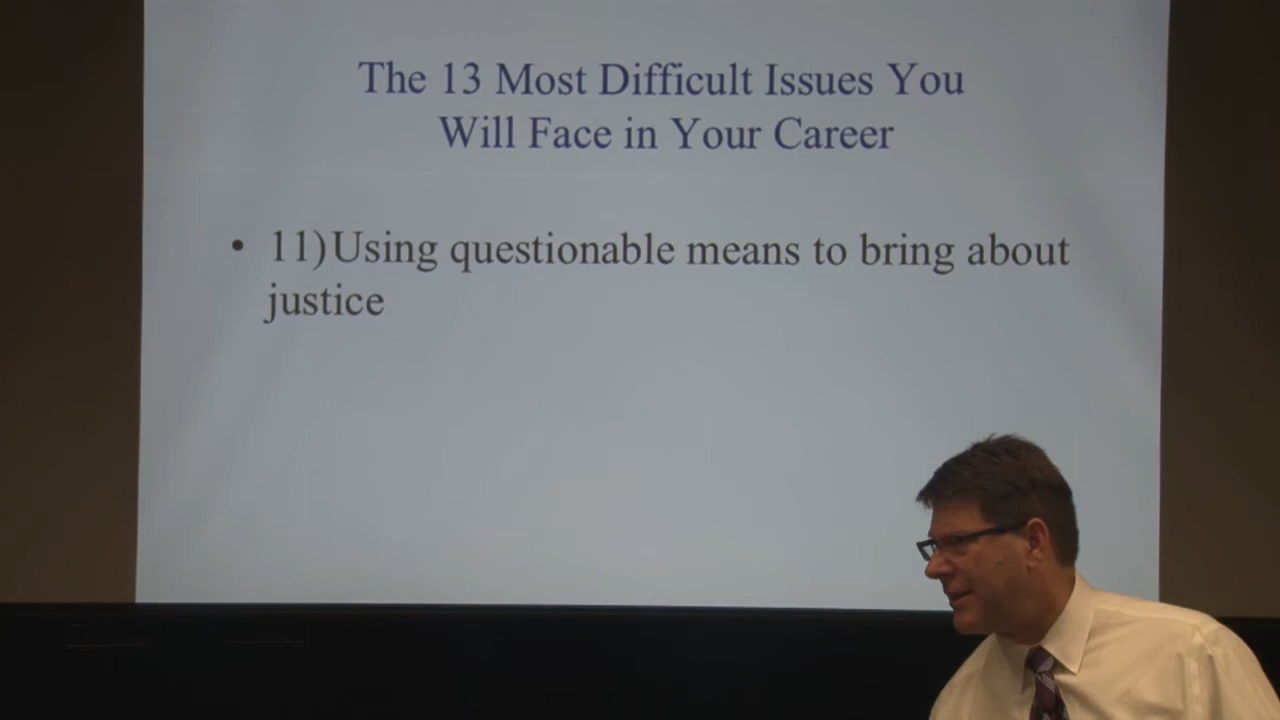 The 13 Most Difficult Issues You
Will Face in Your Career
• 11)Using questionable means to bring about
justice